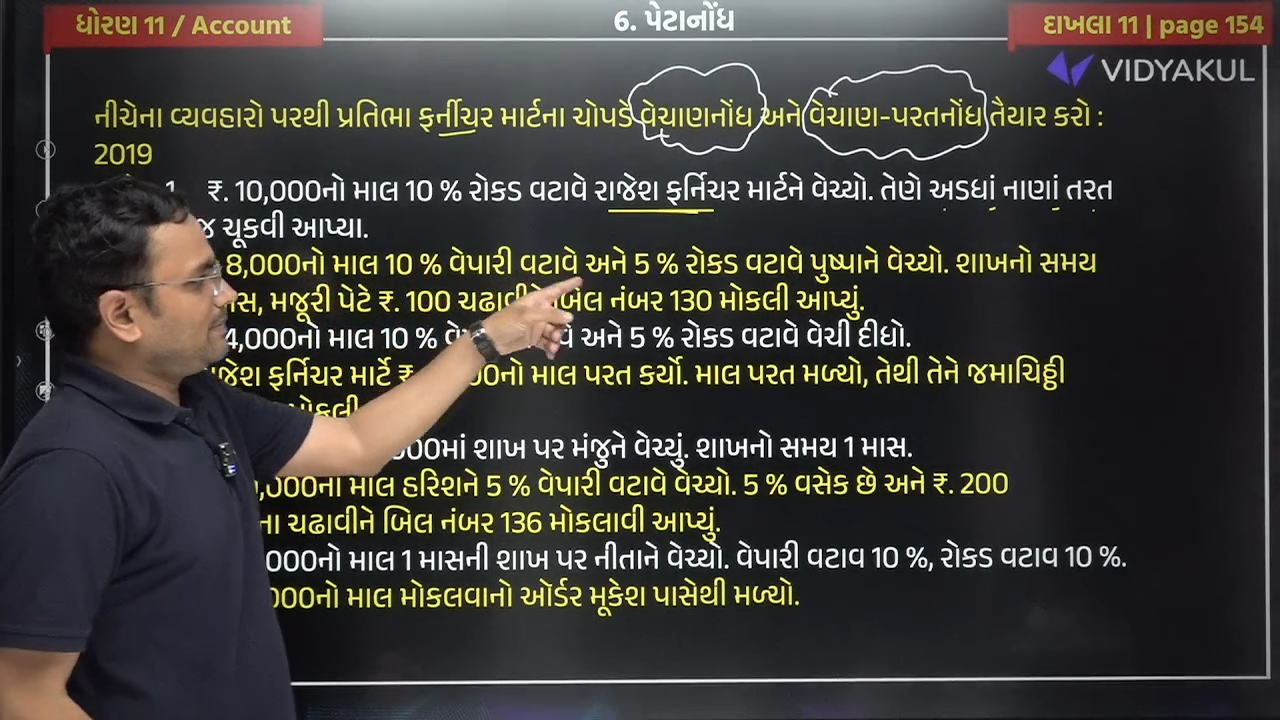 ધોરણ 11 / Account
6. પેટાનોંધ
દાખલા 11 | page 154
VIDYAKUL
નીચેના વ્યવહારો પરથી પ્રતિભા ફર્નીચર માર્ટના ચોપડે વેચાણનોંધ અને વેચાણ-પરતનોંધ તૈયાર કરો :
2019
1 ₹. 10,000નો માલ 10 % રોકડ વટાવે રાજેશ ફર્નિચર માર્ટને વેચ્યો. તેણે અડધાં નાણાં તરત
જ ચૂકવી આપ્યા.
8,000નો માલ 10 % વેપારી વટાવે અને 5 % રોકડ વટાવે પુષ્પાને વેચ્યો. શાખનો સમય
મજૂરી પેટે ₹. 100 ચઢાવીને બિલ નંબર 130 મોકલી આપ્યું.
4,000નો માલ 10 % અને 5 % રોકડ વટાવે વેચી દીધો.
ફર્નિચર માર્ટે નો માલ પરત કર્યો. માલ પરત મળ્યો, તેથી તેને જમાચિઠ્ઠી
મોકલી
માં શાખ પર મંજુને વેચ્યું. શાખનો સમય 1 માસ.
માલ હરિશને 5 % વેપારી વટાવે વેચ્યો. 5 % વસેક છે અને ₹. 200
ચઢાવીને બિલ નંબર 136 મોકલાવી આપ્યું.
000નો માલ 1 માસની શાખ પર નીતાને વેચ્યો. વેપારી વટાવ 10 %, રોકડ વટાવ 10 %.
000નો માલ મોકલવાનો ઑર્ડર મૂકેશ પાસેથી મળ્યો.